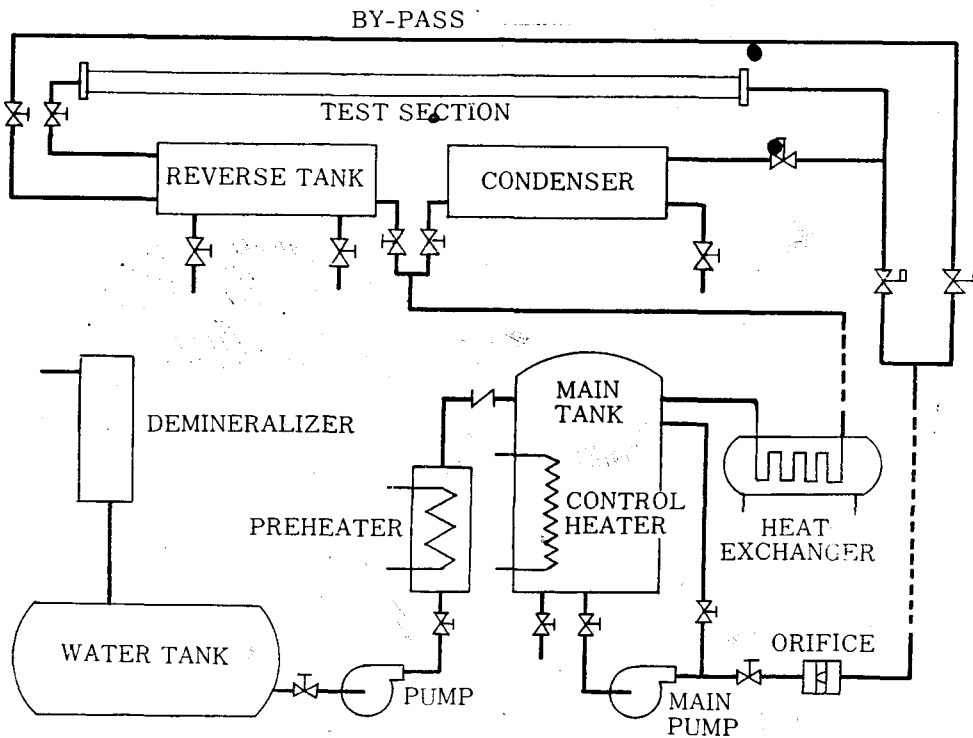 BY-PASS
TEST SECTION
REVERSE TANK
CONDENSER
MAIN
TANK
DEMINERALIZER
PREHEATER
CONTROL
HEATER
HEAT
EXCHANGER
WATER TANK
PUMP
MAIN
PUMP
ORIFICE